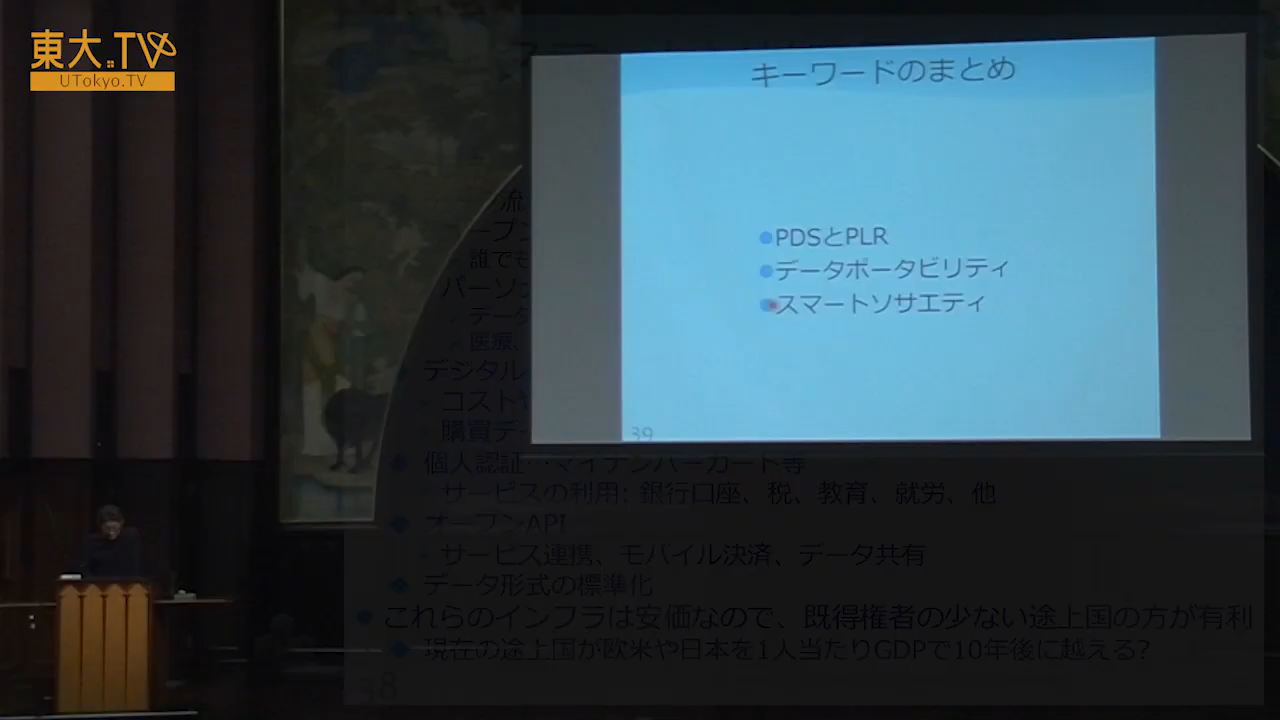 東大.TV
UTokyo.TV
キーワードのまとめ
●PDSとPLR
●データポータビリティ
●スマートソサエティ
39
流
誰でも
パーソ
データ
医療、
デジタル
コスト
購買デー
個人認証…マイナンバーカード等
サービスの利用: 銀行口座、税、教育、就労、他
オープンAPI
サービス連携、モバイル決済、データ共有
データ形式の標準化
これらのインフラは安価なので、既得権者の少ない途上国の方が有利
現在の途上国が欧米や日本を1人当たりGDPで10年後に越える?
38